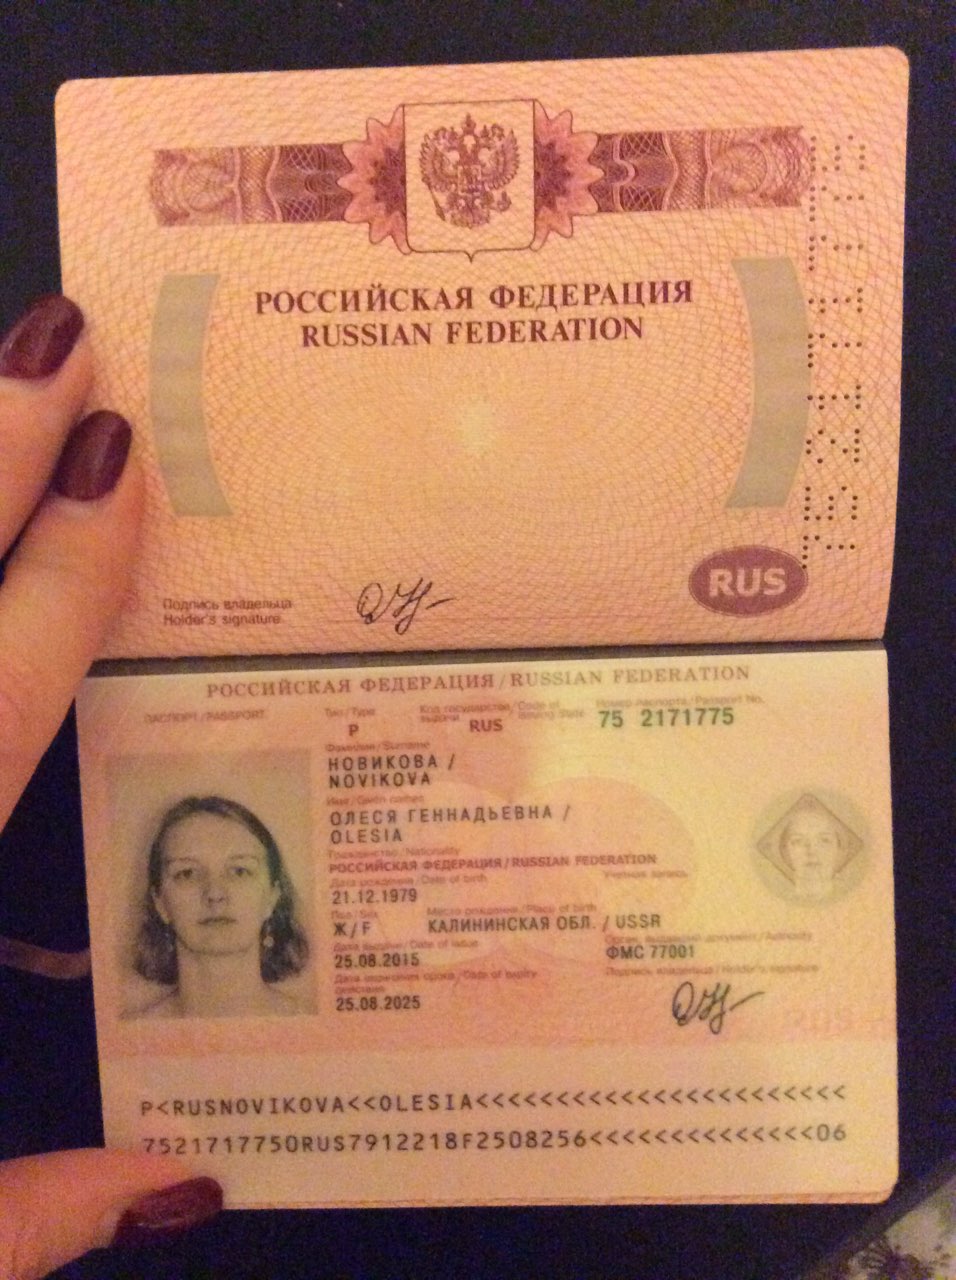 РОССИЙСКАЯ ФЕДЕРАЦИЯ
RUSSIAN FEDERATION
75 2171775
RUS
Подпись владельца
Holder's signature
РОССИЙСКАЯ ФЕДЕРАЦИЯ / RUSSIAN FEDERATION
ПАСПОРТ / PASSPORT
Тип / Type
Код государства / Code of
выдачи issuing State
Номер паспорта / Passport No.
P
RUS
75 2171775
Фамилия / Surname
НОВИКОВА /
NOVIKOVA
Имя / Given names
ОЛЕСЯ ГЕННАДЬЕВНА /
OLESIA
Гражданство / Nationality
РОССИЙСКАЯ ФЕДЕРАЦИЯ / RUSSIAN FEDERATION
Дата рождения / Date of birth
Учетная запись
21.12.1979
Пол / Sex
Место рождения / Place of birth
Ж / F
КАЛИНИНСКАЯ ОБЛ. / USSR
Дата выдачи / Date of issue
Орган, выдавший документ / Authority
25.08.2015
ФМС 77001
Дата окончания срока / Date of expiry
действия
Подпись владельца / Holder's signature
25.08.2025
P<RUSNOVIKOVA<<OLESIA<<<<<<<<<<<<<<<<<<<<<<<
7521717750RUS7912218F2508256<<<<<<<<<<<<<<06